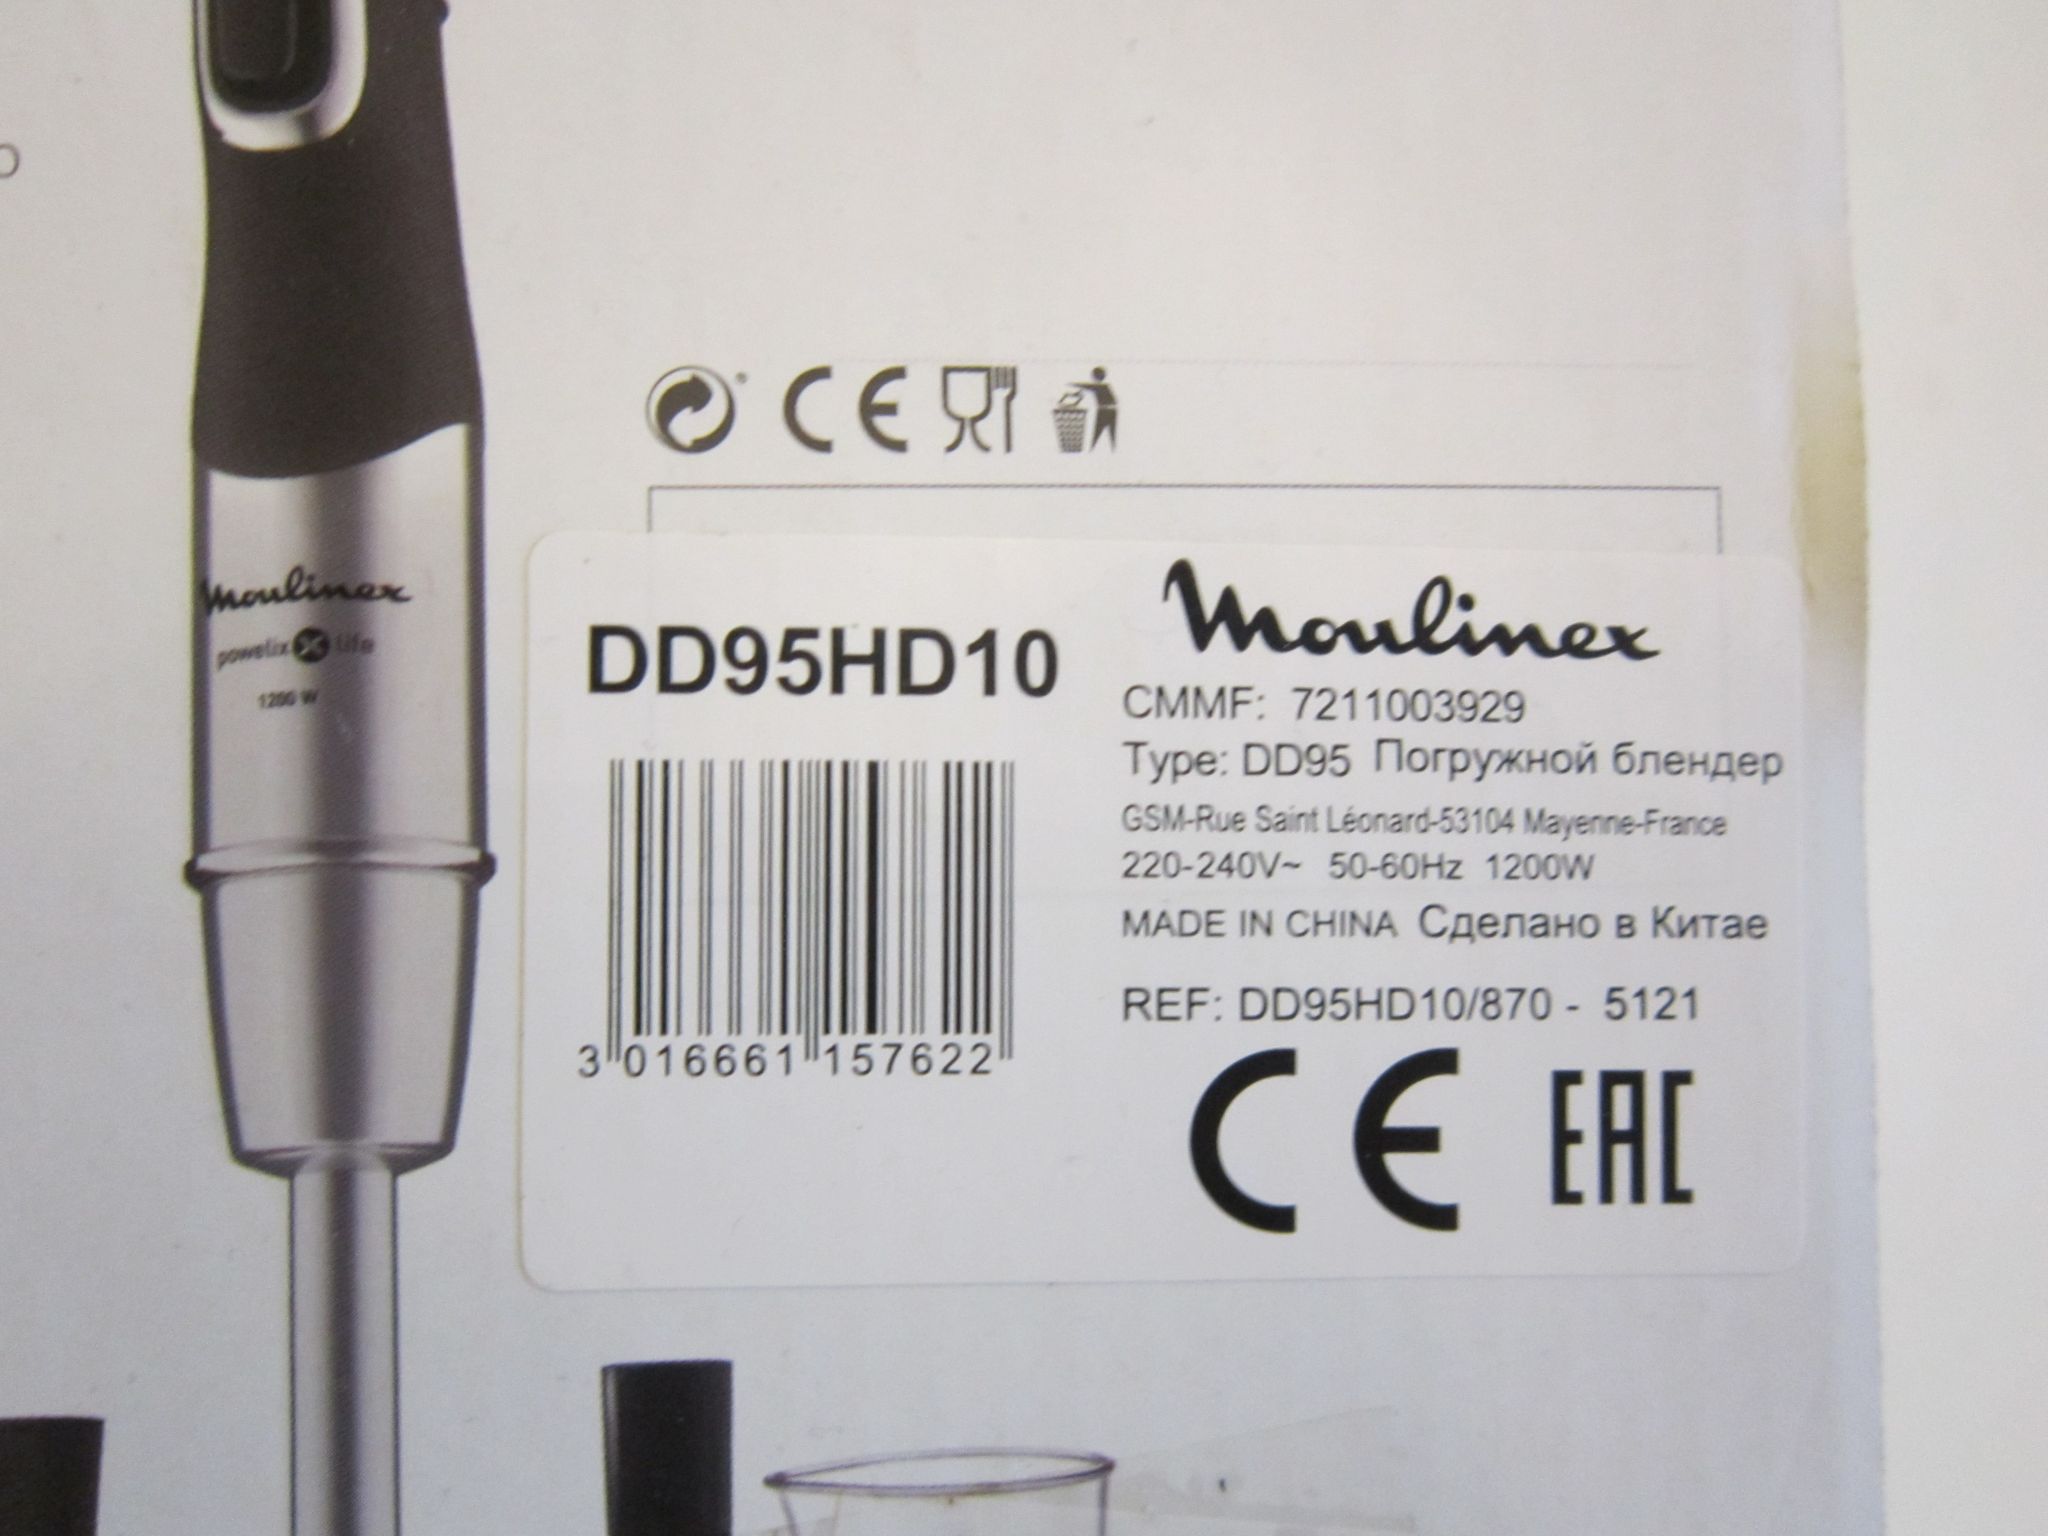 Moulinex
powelix life
1200 W
DD95HD10
3 016661 157622
Moulinex
CMMF: 7211003929
Type: DD95 Погружной блендер
GSM-Rue Saint Léonard-53104 Mayenne-France
220-240V~ 50-60Hz 1200W
MADE IN CHINA Сделано в Китае
REF: DD95HD10/870 - 5121
CE EAC
CE